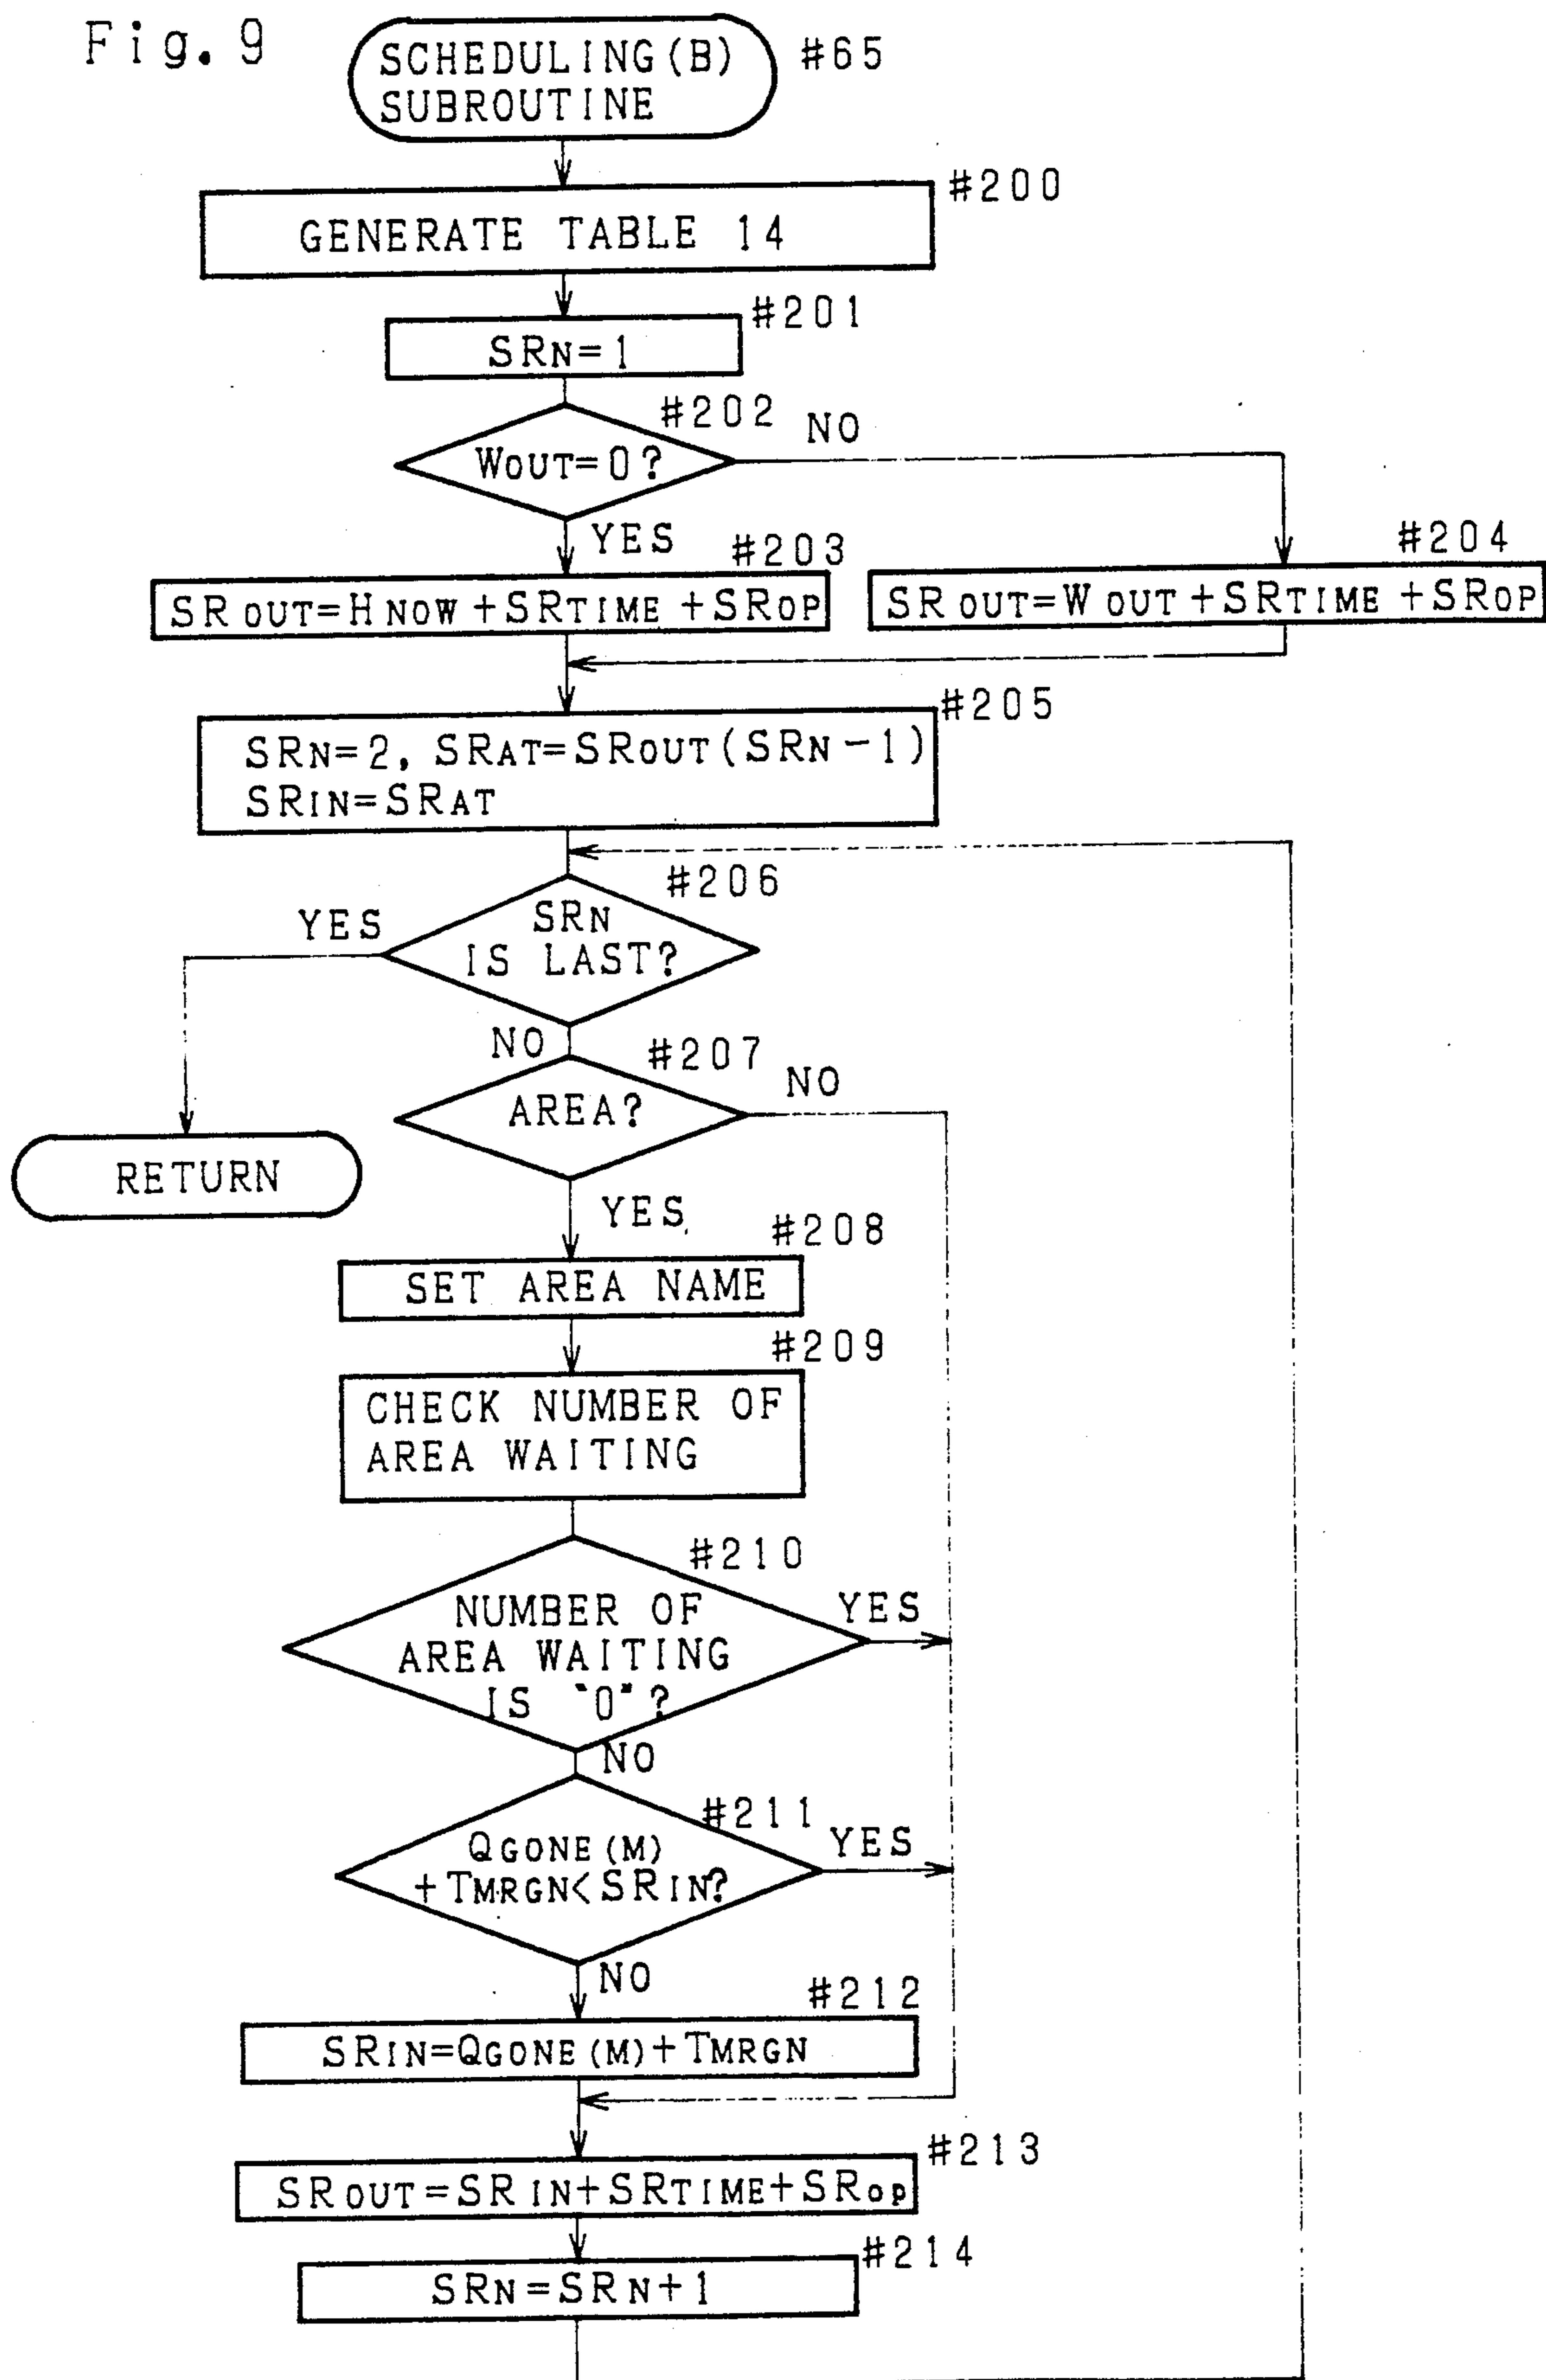 Fig. 9
SCHEDULING(B)
SUBROUTINE
#65
#200
GENERATE TABLE 14
#201
SRN=1
#202
WOUT=0?
NO
YES
#203
SROUT=HNOW+SRTIME+SROP
#204
SROUT=WOUT+SRTIME+SROP
#205
SRN=2, SRAT=SROUT(SRN-1)
SRIN=SRAT
#206
SRN
IS LAST?
YES
NO
#207
AREA?
NO
RETURN
YES
#208
SET AREA NAME
#209
CHECK NUMBER OF
AREA WAITING
#210
NUMBER OF
AREA WAITING
IS "0"?
YES
NO
#211
QGONE(M)
+TMRGN<SRIN?
YES
NO
#212
SRIN=QGONE(M)+TMRGN
#213
SROUT=SRIN+SRTIME+SROP
#214
SRN=SRN+1